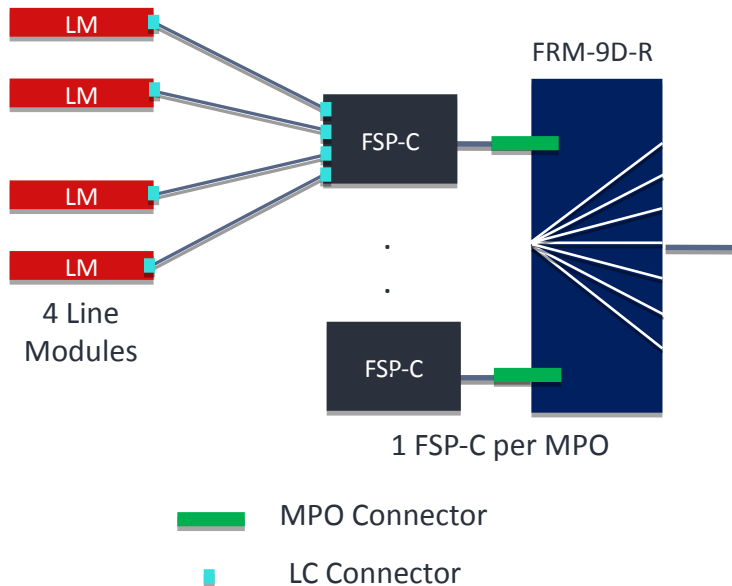 LM
FRM-9D-R
LM
FSP-C
LM
LM
4 Line
Modules
FSP-C
1 FSP-C per MPO
MPO Connector
LC Connector